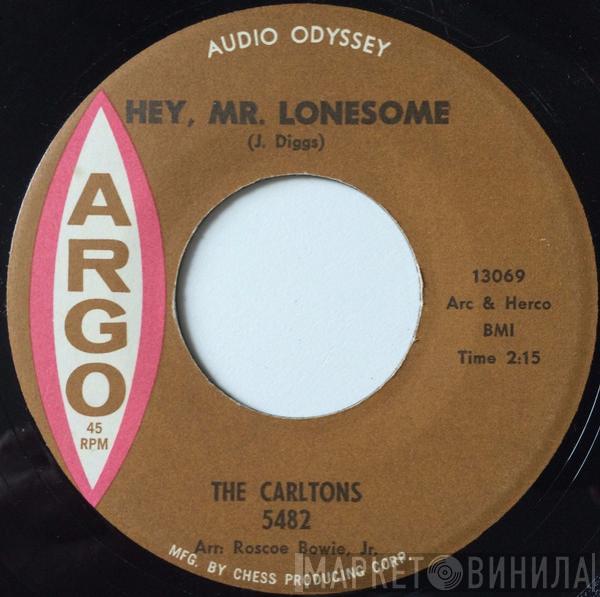 AUDIO ODYSSEY
HEY, MR. LONESOME
(J. Diggs)
ARGO
45
RPM
13069
Arc & Herco
BMI
Time 2:15
THE CARLTONS
5482
Arr: Roscoe Bowie, Jr.
MFG. BY CHESS PRODUCING CORP.
МАРКЕТ ВИНИЛА